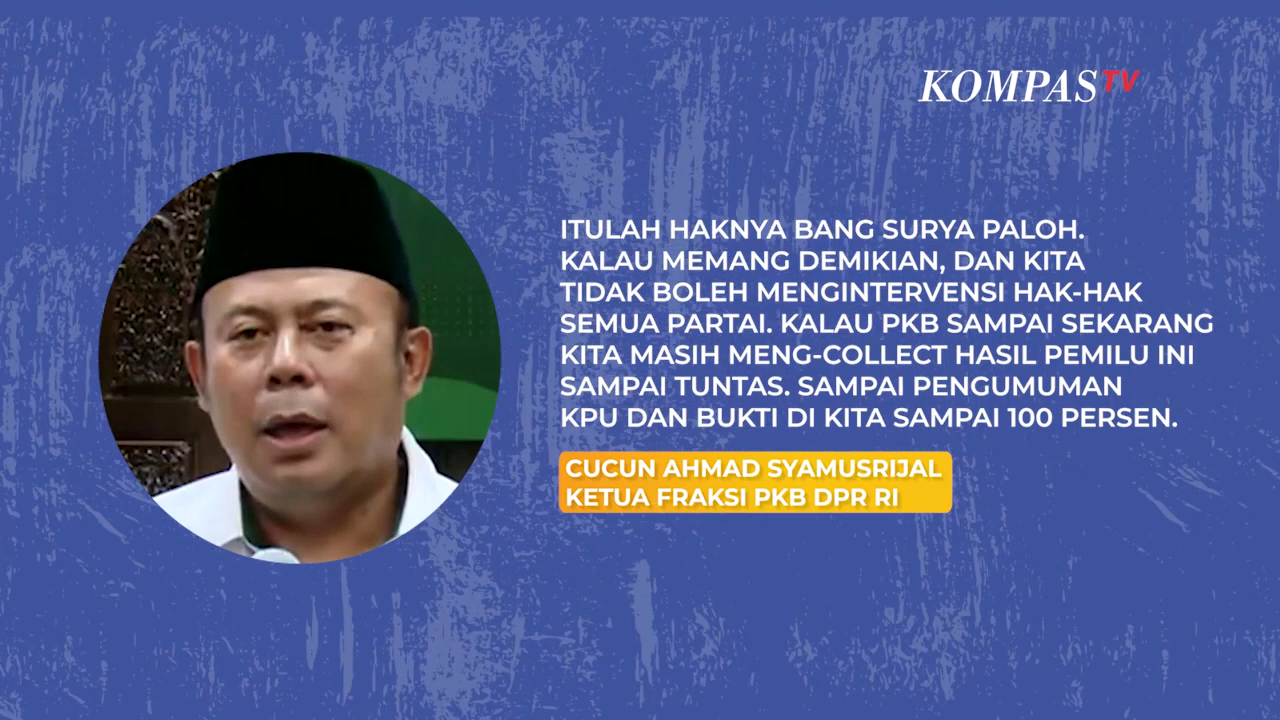 KOMPASTV
ITULAH HAKNYA BANG SURYA PALOH.
KALAU MEMANG DEMIKIAN, DAN KITA
TIDAK BOLEH MENGINTERVENSI HAK-HAK
SEMUA PARTAI. KALAU PKB SAMPAI SEKARANG
KITA MASIH MENG-COLLECT HASIL PEMILU INI
SAMPAI TUNTAS. SAMPAI PENGUMUMAN
KPU DAN BUKTI DI KITA SAMPAI 100 PERSEN.
CUCUN AHMAD SYAMUSRIJAL
KETUA FRAKSI PKB DPR RI